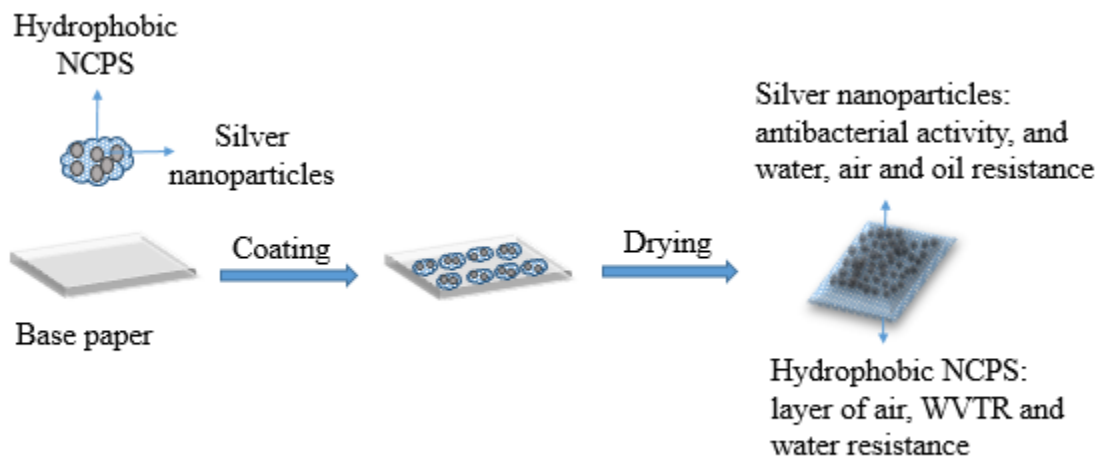 Hydrophobic
NCPS
Silver
nanoparticles
Base paper
Coating
Drying
Silver nanoparticles:
antibacterial activity, and
water, air and oil resistance
Hydrophobic NCPS:
layer of air, WVTR and
water resistance